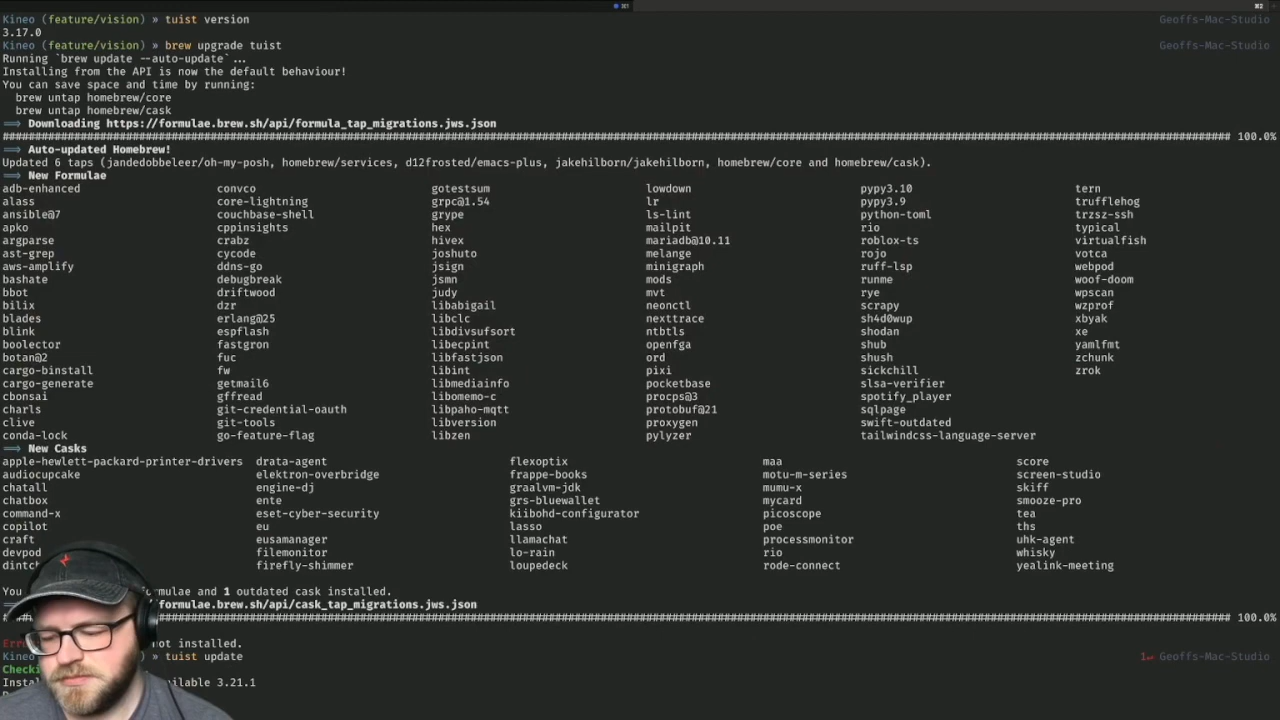 ⌘1 ⌘2
Kineo (feature/vision) » tuist version Geoffs-Mac-Studio
3.17.0
Kineo (feature/vision) » brew upgrade tuist Geoffs-Mac-Studio
Running `brew update --auto-update`...
Installing from the API is now the default behaviour!
You can save space and time by running:
brew untap homebrew/core
brew untap homebrew/cask
==> Downloading https://formulae.brew.sh/api/formula_tap_migrations.jws.json
100.0%
==> Auto-updated Homebrew!
Updated 6 taps (jandedobbeleer/oh-my-posh, homebrew/services, d12frosted/emacs-plus, jakehilborn/jakehilborn, homebrew/core and homebrew/cask).
==> New Formulae
adb-enhanced convco gotestsum lowdown pypy3.10 tern
alass core-lightning grpc@1.54 lr pypy3.9 trufflehog
ansible@7 couchbase-shell grype ls-lint python-toml trzsz-ssh
apko cppinsights hex mailpit rio typical
argparse crabz hivex mariadb@10.11 roblox-ts virtualfish
ast-grep cycode joshuto melange rojo votca
aws-amplify ddns-go jsign minigraph ruff-lsp webpod
bashate debugbreak jsmn mods runme woof-doom
bbot driftwood judy mvt rye wpscan
bilix dzr libabigail neonctl scrapy wzprof
blades erlang@25 libclc nexttrace sh4d0wup xbyak
blink espflash libdivsufsort ntbtls shodan xe
boolector fastgron libecpint openfga shub yamlfmt
botan@2 fuc libfastjson ord shush zchunk
cargo-binstall fw libint pixi sickchill zrok
cargo-generate getmail6 libmediainfo pocketbase slsa-verifier
cbonsai gffread libomemo-c procps@3 spotify_player
charls git-credential-oauth libpaho-mqtt protobuf@21 sqlpage
clive git-tools libversion proxygen swift-outdated
conda-lock go-feature-flag libzen pylyzer tailwindcss-language-server
==> New Casks
apple-hewlett-packard-printer-drivers drata-agent flexoptix maa score
audiocupcake elektron-overbridge frappe-books motu-m-series screen-studio
chatall engine-dj graalvm-jdk mumu-x skiff
chatbox ente grs-bluewallet mycard smooze-pro
command-x eset-cyber-security kiibohd-configurator picoscope tea
copilot eu lasso poe ths
craft eusamanager llamachat processmonitor uhk-agent
devpod filemonitor lo-rain rio whisky
dintch firefly-shimmer loupedeck rode-connect yealink-meeting
You formulae and 1 outdated cask installed.
formulae.brew.sh/api/cask_tap_migrations.jws.json
100.0%
not installed.
Kineo (feature/vision) » tuist update 1↵ Geoffs-Mac-Studio
3.21.1